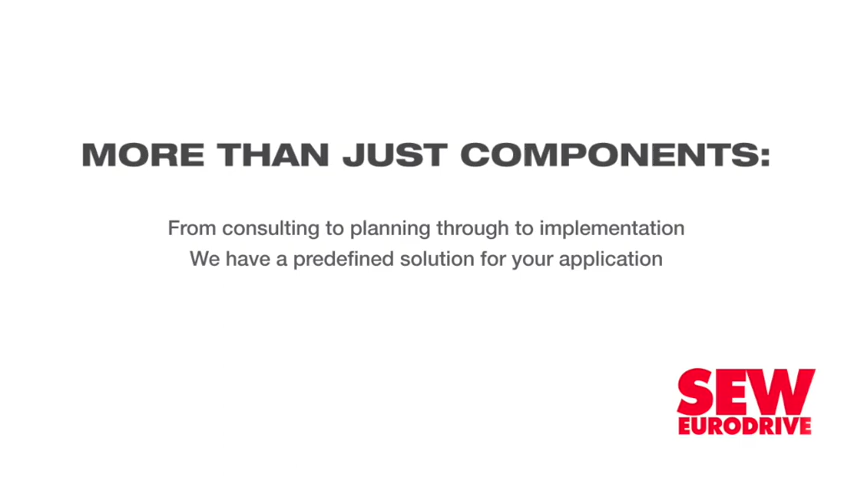 MORE THAN JUST COMPONENTS:
From consulting to planning through to implementation
We have a predefined solution for your application
SEW
EURODRIVE